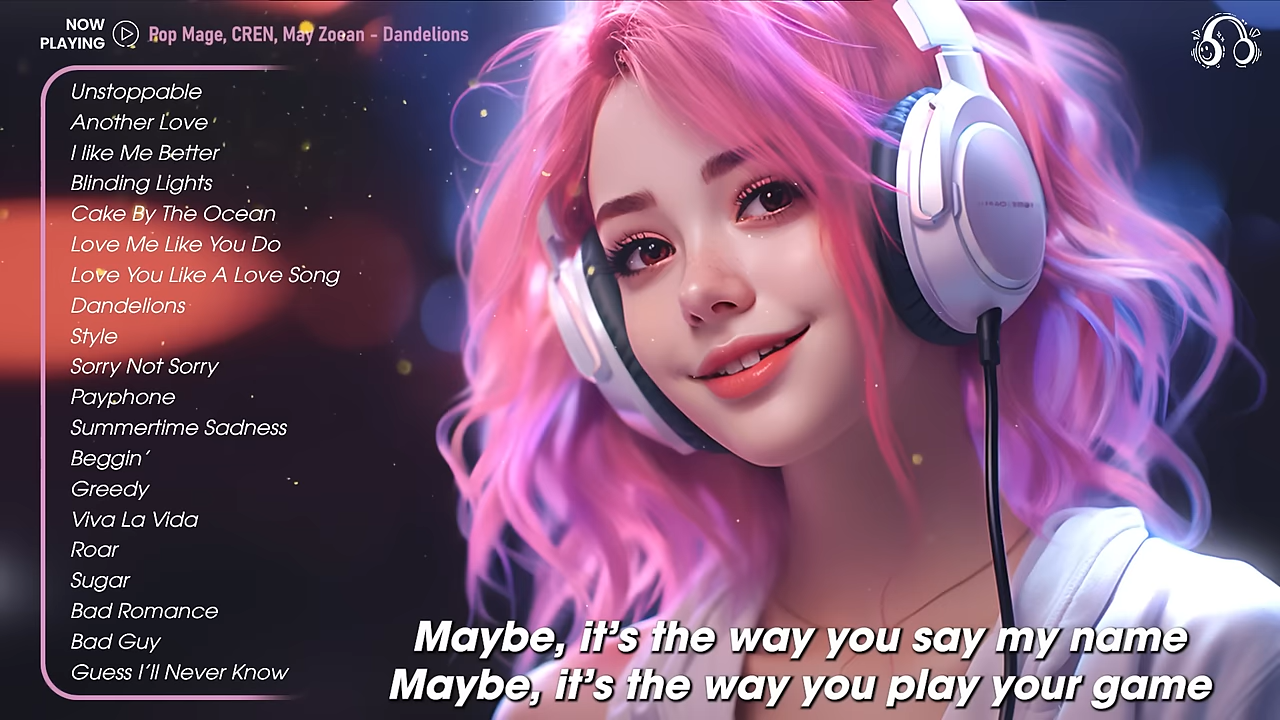 NOW
PLAYING
Pop Mage, CREN, May Zoean - Dandelions
Unstoppable
Another Love
I like Me Better
Blinding Lights
Cake By The Ocean
Love Me Like You Do
Love You Like A Love Song
Dandelions
Style
Sorry Not Sorry
Payphone
Summertime Sadness
Beggin'
Greedy
Viva La Vida
Roar
Sugar
Bad Romance
Bad Guy
Guess I'll Never Know
Maybe, it's the way you say my name
Maybe, it's the way you play your game